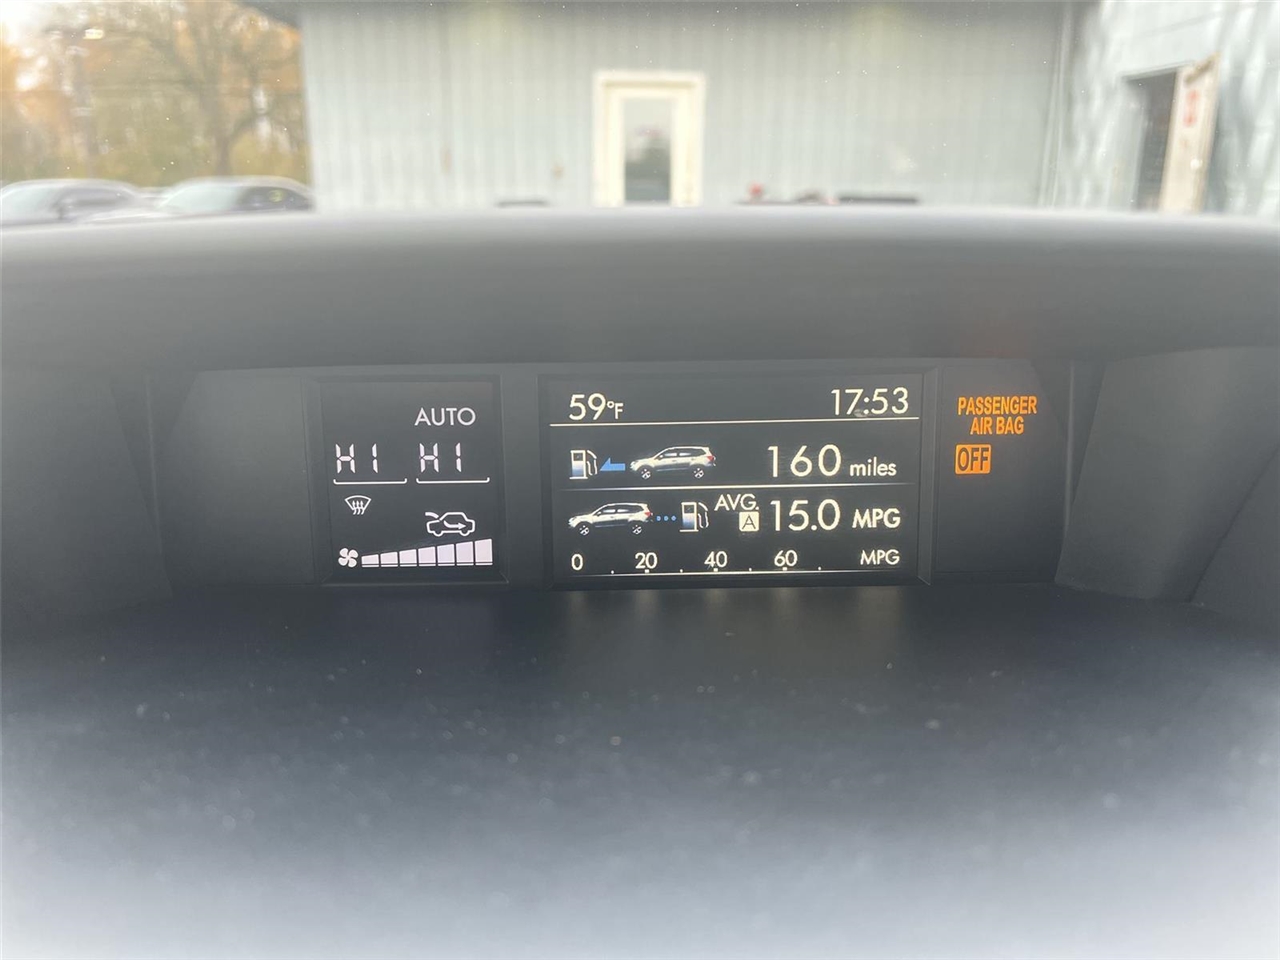 AUTO
HI HI
59°F 17:53
160 miles
AVG.
A 15.0 MPG
0 20 40 60 MPG
PASSENGER
AIR BAG
OFF